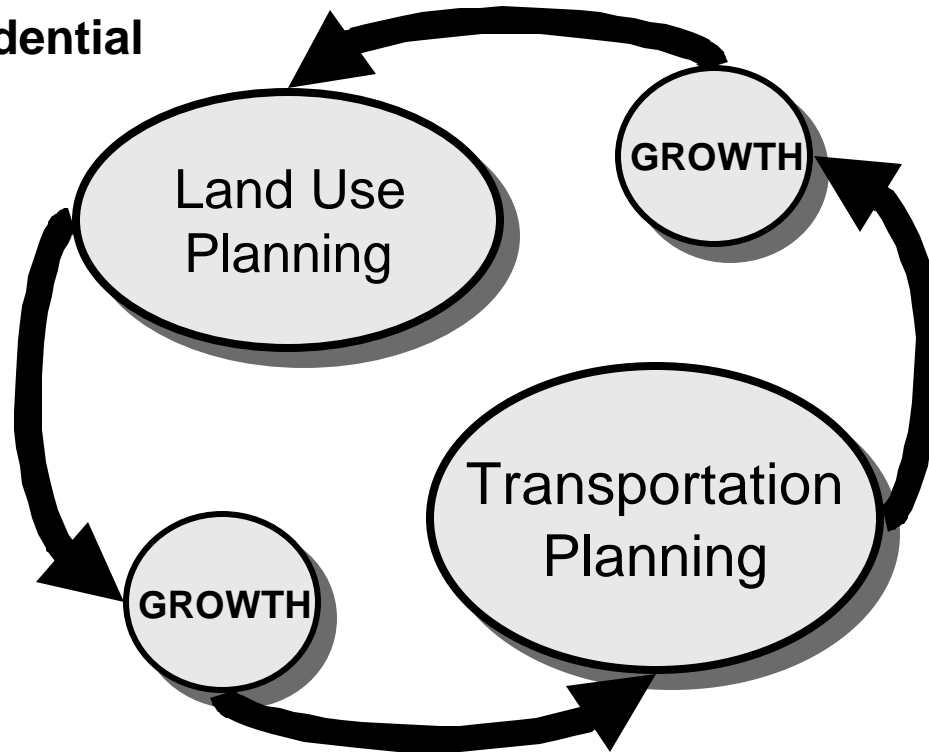 dential
GROWTH
Land Use
Planning
Transportation
Planning
GROWTH